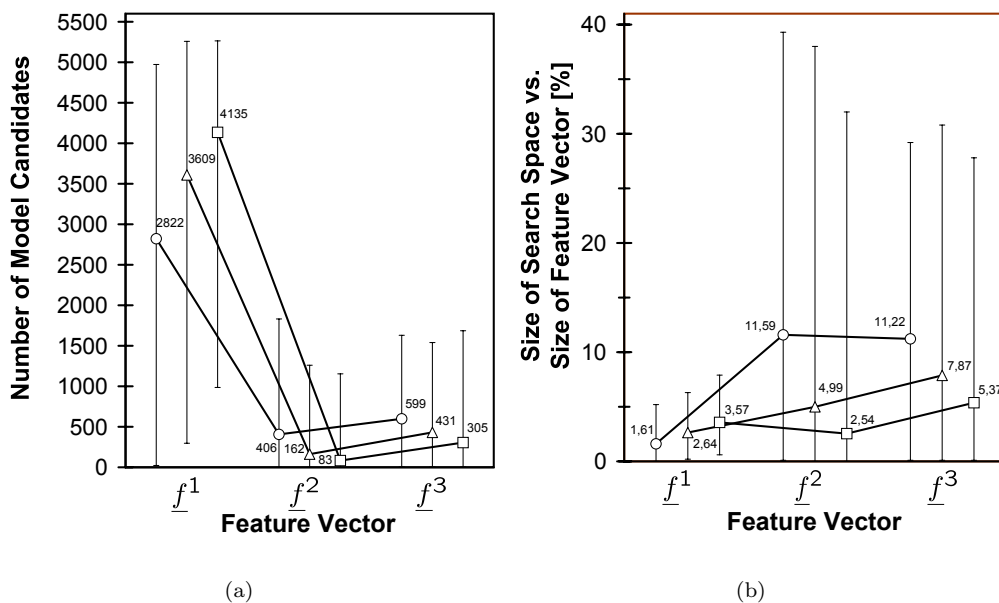 Number of Model Candidates
5500
5000
4500
4000
3500
3000
2500
2000
1500
1000
500
0
2822
3609
4135
406
162
83
599
431
305
f1
f2
f3
Feature Vector
(a)
Size of Search Space vs.
Size of Feature Vector [%]
40
30
20
10
0
1,61
2,64
3,57
11,59
4,99
2,54
11,22
7,87
5,37
f1
f2
f3
Feature Vector
(b)